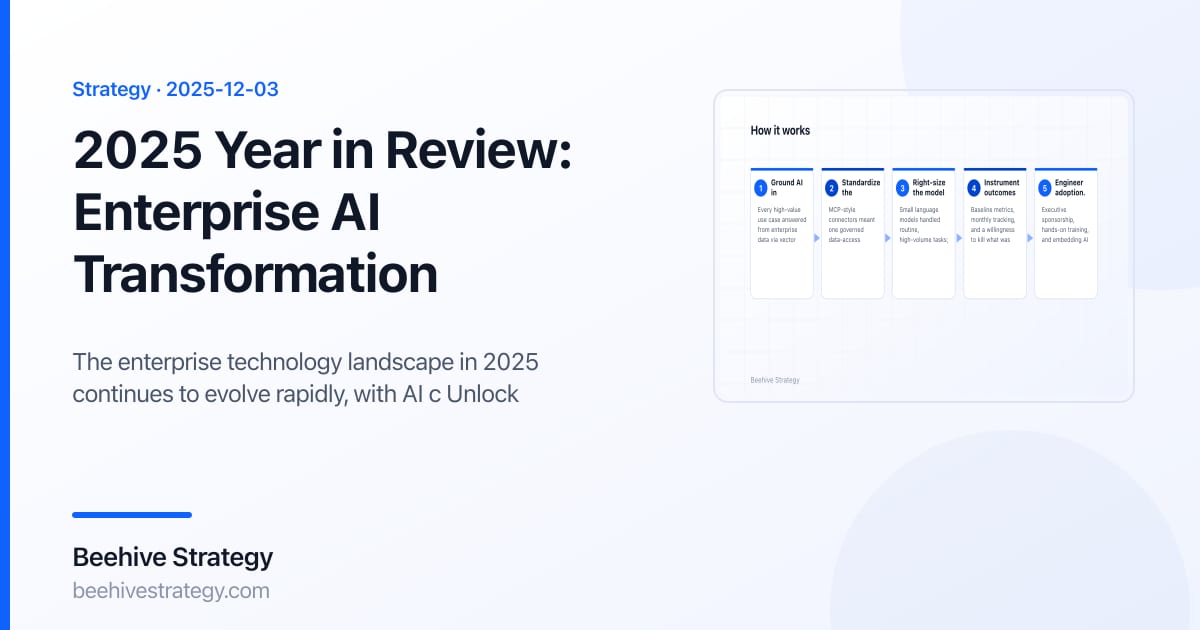 Strategy · 2025-12-03
2025 Year in Review:
Enterprise AI
Transformation
The enterprise technology landscape in 2025
continues to evolve rapidly, with AI c Unlock
Beehive Strategy
beehivestrategy.com
How it works
1
Ground AI
in
Every high-value
use case answered
from enterprise
data via vector
2
Standardize
the
MCP-style
connectors meant
one governed
data-access
3
Right-size
the model
Small language
models handled
routine,
high-volume tasks;
4
Instrument
outcomes
Baseline metrics,
monthly tracking,
and a willingness
to kill what was
5
Engineer
adoption.
Executive
sponsorship,
hands-on training,
and embedding AI
Beehive Strategy